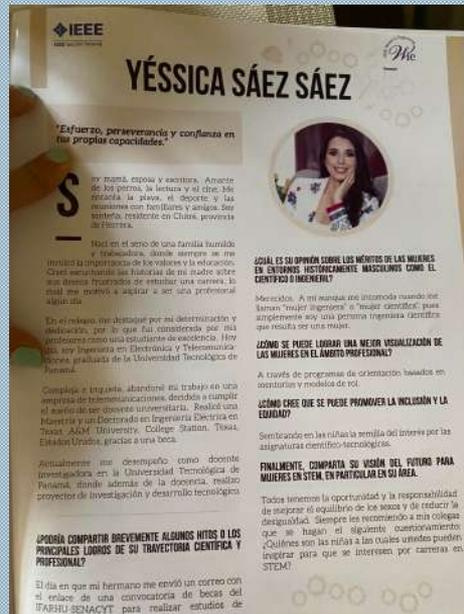 IEEE
Wie
YÉSSICA SÁEZ SÁEZ
"Esfuerzo, perseverancia y confianza en
tus propias capacidades."
Soy mamá, esposa y escritora. Amante
de los perros, la lectura y el cine. Me
encanta la playa, el deporte y las
reuniones con familiares y amigos. Soy
santeña, residente en Chitré, provincia
de Herrera.
Nací en el seno de una familia humilde
y trabajadora, donde siempre se me
inculcó la importancia de los valores y la educación.
Crecí escuchando las historias de mi madre sobre
sus deseos frustrados de estudiar una carrera, lo
cual me motivó a aspirar a ser una profesional
algún día.
En el colegio, me destaqué por mi determinación y
dedicación, por lo que fui considerada por mis
profesores como una estudiante de excelencia. Hoy
día, soy Ingeniera en Electrónica y Telecomunica-
ciones, graduada de la Universidad Tecnológica de
Panamá.
Compleja e inquieta, abandoné mi trabajo en una
empresa de telecomunicaciones, decidida a cumplir
el sueño de ser docente universitaria. Realicé una
Maestría y un Doctorado en Ingeniería Eléctrica en
Texas A&M University, College Station, Texas,
Estados Unidos, gracias a una beca.
Actualmente me desempeño como docente
investigadora en la Universidad Tecnológica de
Panamá, donde además de la docencia, realizo
proyectos de investigación y desarrollo tecnológico.
¿PODRÍA COMPARTIR BREVEMENTE ALGUNOS HITOS O LOS
PRINCIPALES LOGROS DE SU TRAYECTORIA CIENTÍFICA Y
PROFESIONAL?
El día en que mi hermano me envió un correo con
el enlace de una convocatoria de becas del
IFARHU-SENACYT para realizar estudios de
¿CUÁL ES SU OPINIÓN SOBRE LOS MÉRITOS DE LAS MUJERES
EN ENTORNOS HISTÓRICAMENTE MASCULINOS COMO EL
CIENTÍFICO O INGENIERIL?
Merecidos. A mí aunque me incomoda cuando me
llaman "mujer ingeniera" o "mujer científica", pues
simplemente soy una persona ingeniera científica
que resulta ser una mujer.
¿CÓMO SE PUEDE LOGRAR UNA MEJOR VISUALIZACIÓN DE
LAS MUJERES EN EL ÁMBITO PROFESIONAL?
A través de programas de orientación basados en
mentorías y modelos de rol.
¿CÓMO CREE QUE SE PUEDE PROMOVER LA INCLUSIÓN Y LA
EQUIDAD?
Sembrando en las niñas la semilla del interés por las
asignaturas científico-tecnológicas.
FINALMENTE, COMPARTA SU VISIÓN DEL FUTURO PARA
MUJERES EN STEM, EN PARTICULAR EN SU ÁREA.
Todos tenemos la oportunidad y la responsabilidad
de mejorar el equilibrio de los sexos y de reducir la
desigualdad. Siempre les recomiendo a mis colegas
que se hagan el siguiente cuestionamiento:
¿Quiénes son las niñas a las cuales ustedes pueden
inspirar para que se interesen por carreras en
STEM?